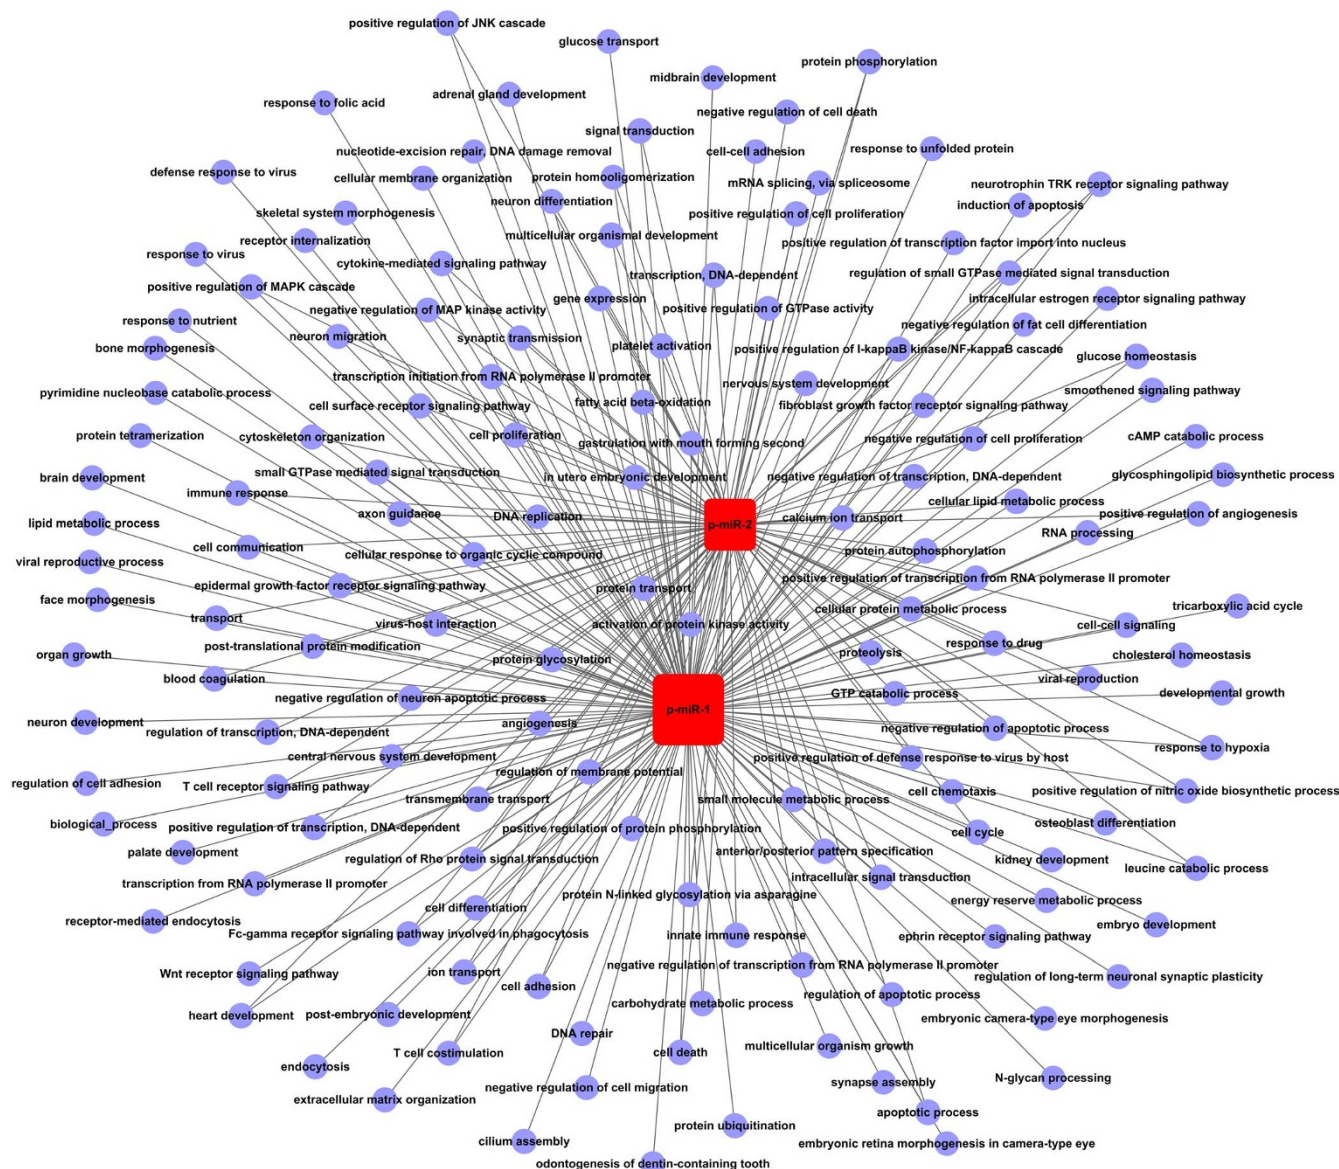 positive regulation of JNK cascade
glucose transport
protein phosphorylation
midbrain development
adrenal gland development
response to folic acid
negative regulation of cell death
signal transduction
nucleotide-excision repair, DNA damage removal
cell-cell adhesion
response to unfolded protein
defense response to virus
cellular membrane organization
protein homooligomerization
mRNA splicing, via spliceosome
neurotrophin TRK receptor signaling pathway
neuron differentiation
induction of apoptosis
skeletal system morphogenesis
positive regulation of cell proliferation
receptor internalization
multicellular organismal development
positive regulation of transcription factor import into nucleus
response to virus
cytokine-mediated signaling pathway
transcription, DNA-dependent
regulation of small GTPase mediated signal transduction
positive regulation of MAPK cascade
gene expression
intracellular estrogen receptor signaling pathway
negative regulation of MAP kinase activity
positive regulation of GTPase activity
response to nutrient
negative regulation of fat cell differentiation
neuron migration
synaptic transmission
platelet activation
positive regulation of I-kappaB kinase/NF-kappaB cascade
bone morphogenesis
glucose homeostasis
transcription initiation from RNA polymerase II promoter
nervous system development
pyrimidine nucleobase catabolic process
smoothened signaling pathway
cell surface receptor signaling pathway
fatty acid beta-oxidation
fibroblast growth factor receptor signaling pathway
protein tetramerization
cytoskeleton organization
cell proliferation
gastrulation with mouth forming second
negative regulation of cell proliferation
cAMP catabolic process
brain development
small GTPase mediated signal transduction
in utero embryonic development
negative regulation of transcription, DNA-dependent
glycosphingolipid biosynthetic process
immune response
cellular lipid metabolic process
lipid metabolic process
axon guidance
DNA replication
p-miR-2
calcium ion transport
positive regulation of angiogenesis
RNA processing
cell communication
cellular response to organic cyclic compound
protein autophosphorylation
viral reproductive process
epidermal growth factor receptor signaling pathway
protein transport
positive regulation of transcription from RNA polymerase II promoter
face morphogenesis
transport
virus-host interaction
activation of protein kinase activity
cellular protein metabolic process
tricarboxylic acid cycle
cell-cell signaling
post-translational protein modification
response to drug
organ growth
protein glycosylation
proteolysis
cholesterol homeostasis
blood coagulation
viral reproduction
negative regulation of neuron apoptotic process
GTP catabolic process
developmental growth
p-miR-1
neuron development
angiogenesis
regulation of transcription, DNA-dependent
negative regulation of apoptotic process
response to hypoxia
central nervous system development
positive regulation of defense response to virus by host
regulation of cell adhesion
T cell receptor signaling pathway
regulation of membrane potential
cell chemotaxis
positive regulation of nitric oxide biosynthetic process
transmembrane transport
small molecule metabolic process
biological_process
positive regulation of transcription, DNA-dependent
positive regulation of protein phosphorylation
cell cycle
osteoblast differentiation
palate development
regulation of Rho protein signal transduction
anterior/posterior pattern specification
kidney development
leucine catabolic process
transcription from RNA polymerase II promoter
intracellular signal transduction
protein N-linked glycosylation via asparagine
energy reserve metabolic process
receptor-mediated endocytosis
cell differentiation
embryo development
Fc-gamma receptor signaling pathway involved in phagocytosis
innate immune response
ephrin receptor signaling pathway
Wnt receptor signaling pathway
ion transport
negative regulation of transcription from RNA polymerase II promoter
regulation of long-term neuronal synaptic plasticity
cell adhesion
regulation of apoptotic process
carbohydrate metabolic process
heart development
post-embryonic development
embryonic camera-type eye morphogenesis
DNA repair
multicellular organism growth
T cell costimulation
cell death
endocytosis
N-glycan processing
negative regulation of cell migration
synapse assembly
extracellular matrix organization
apoptotic process
protein ubiquitination
cilium assembly
embryonic retina morphogenesis in camera-type eye
odontogenesis of dentin-containing tooth